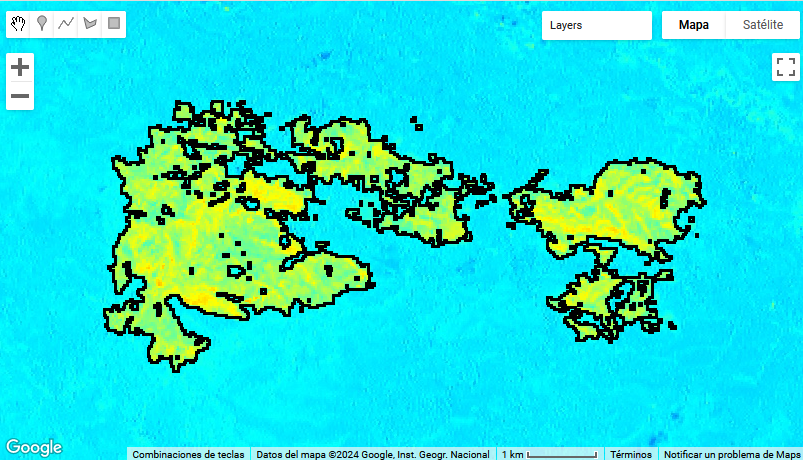 Layers
Mapa
Satélite
Google
Combinaciones de teclas
Datos del mapa ©2024 Google, Inst. Geogr. Nacional
1 km
Términos
Notificar un problema de Maps